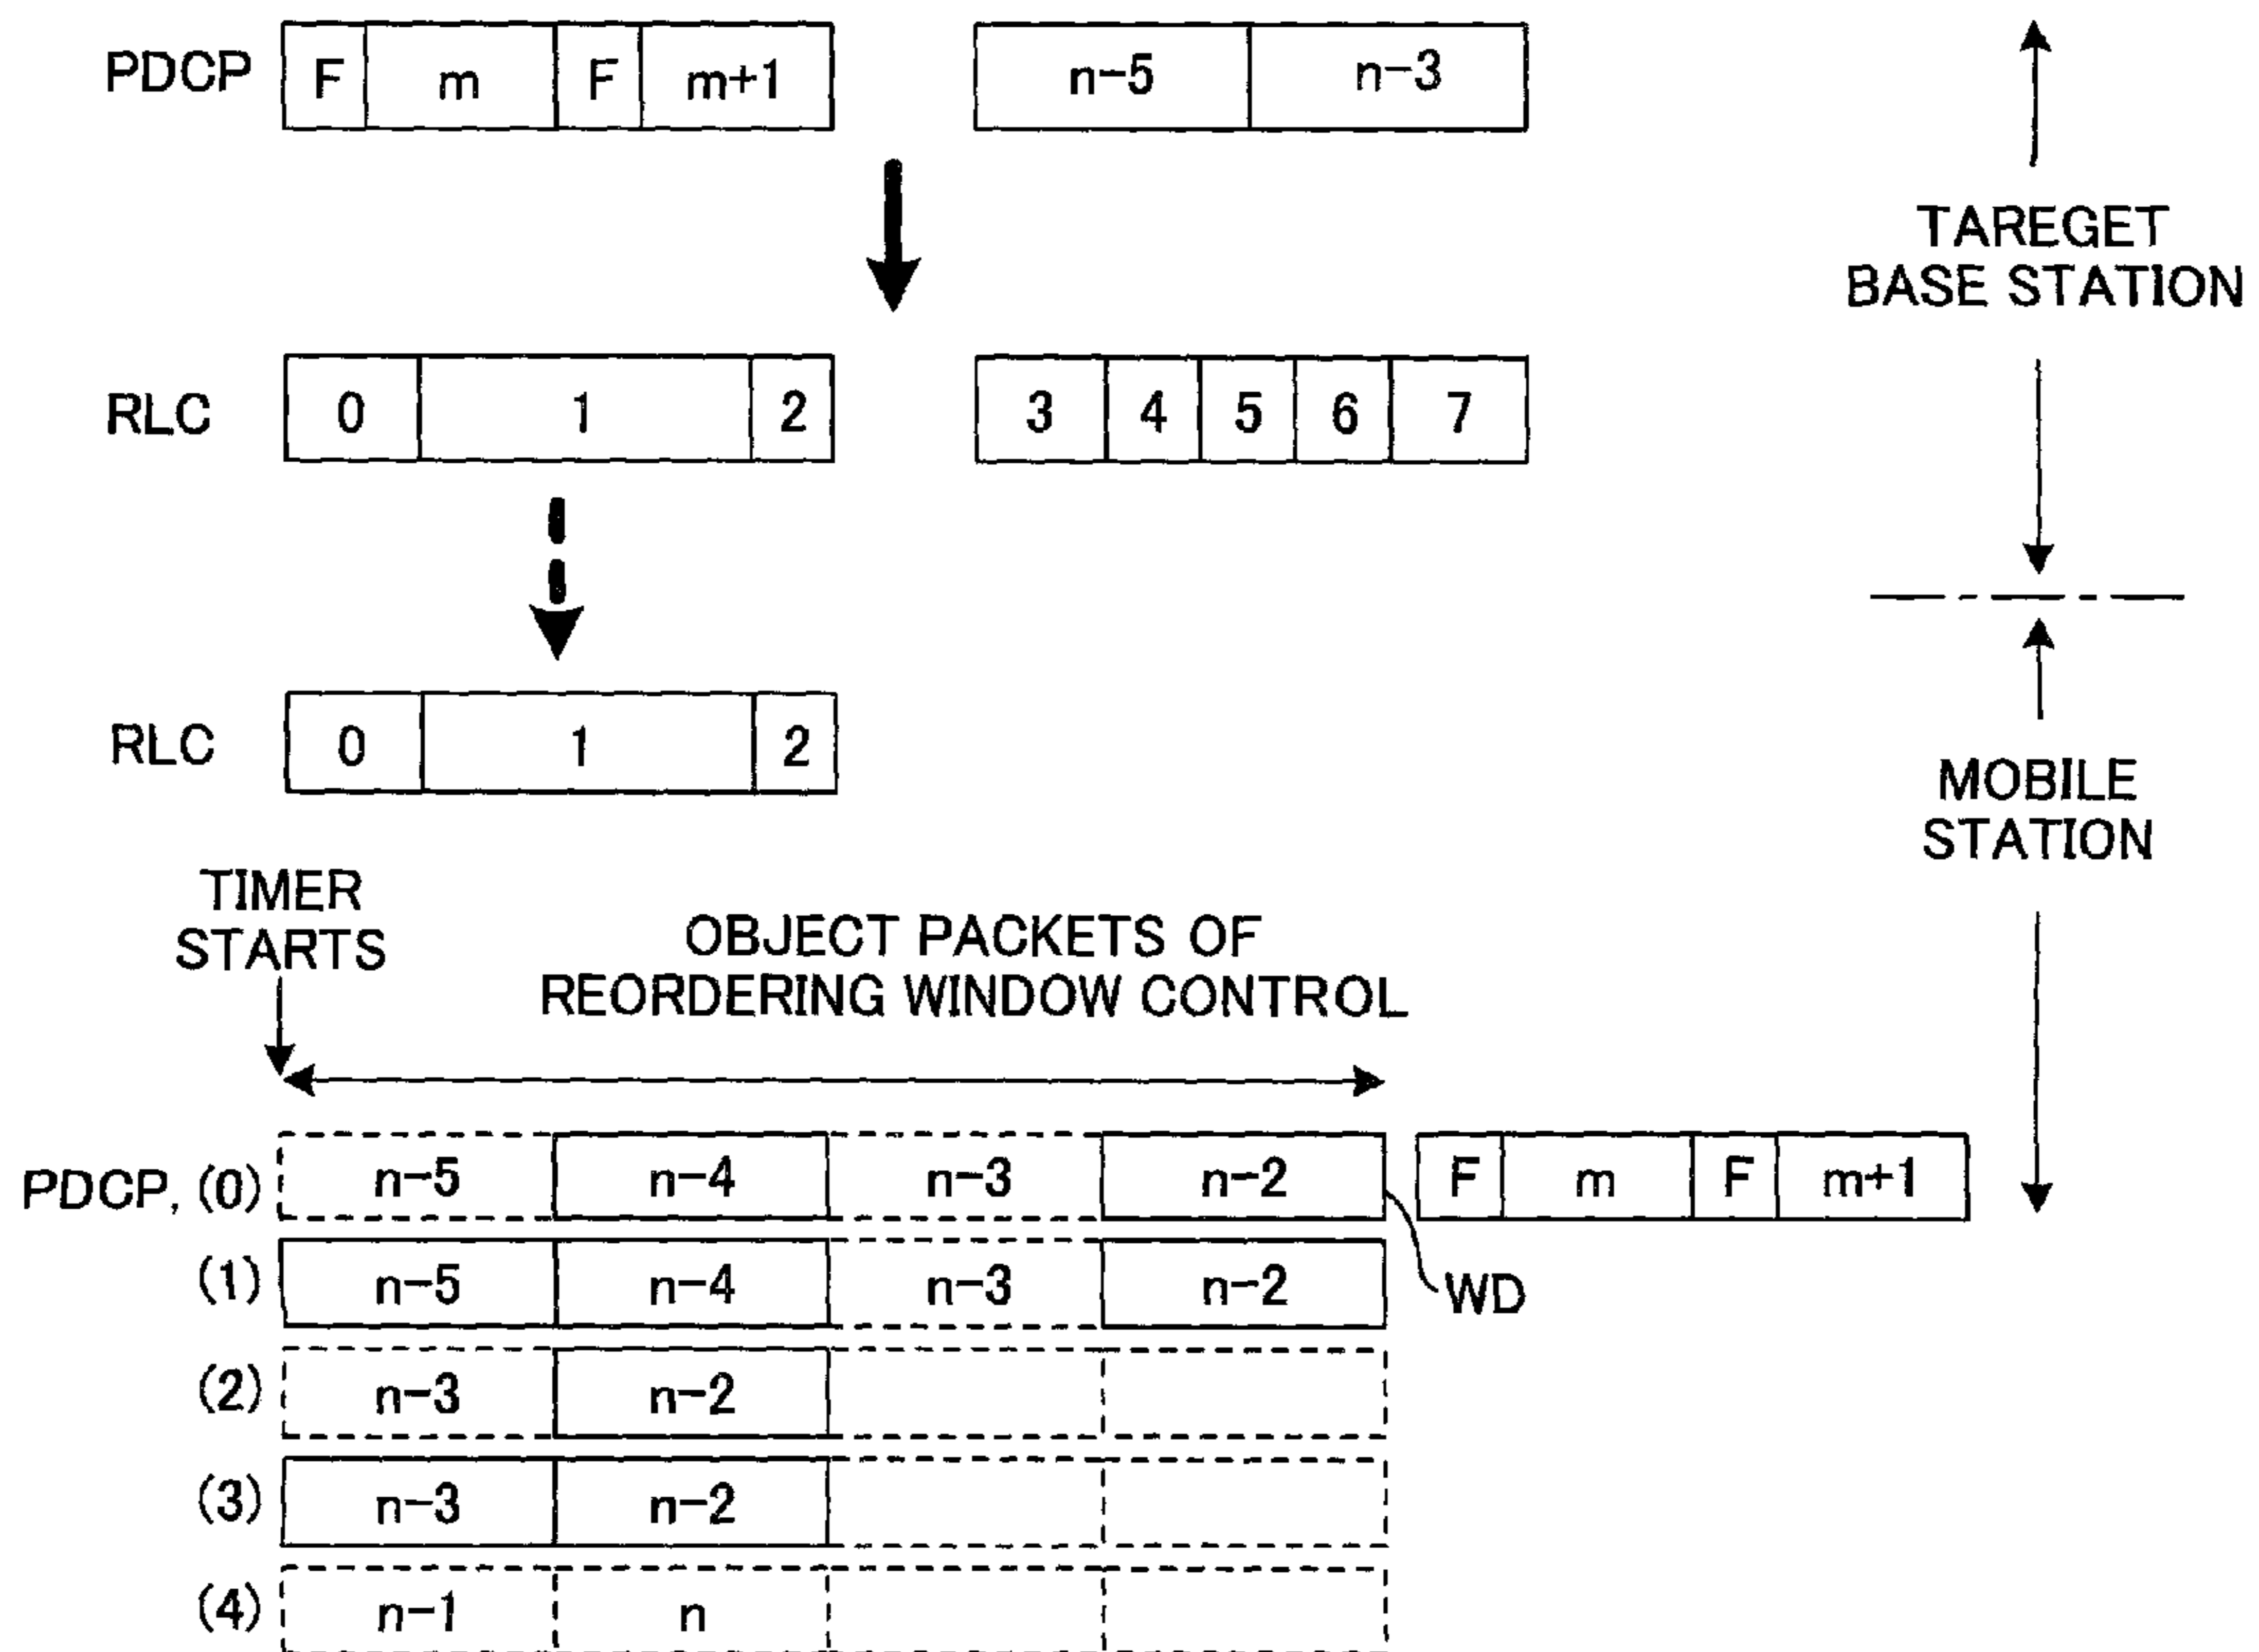 PDCP F m F m+1 n-5 n-3
TAREGET
BASE STATION
RLC 0 1 2 3 4 5 6 7
RLC 0 1 2
MOBILE
STATION
TIMER
STARTS
OBJECT PACKETS OF
REORDERING WINDOW CONTROL
PDCP, (0) n-5 n-4 n-3 n-2 F m F m+1
(1) n-5 n-4 n-3 n-2 WD
(2) n-3 n-2
(3) n-3 n-2
(4) n-1 n